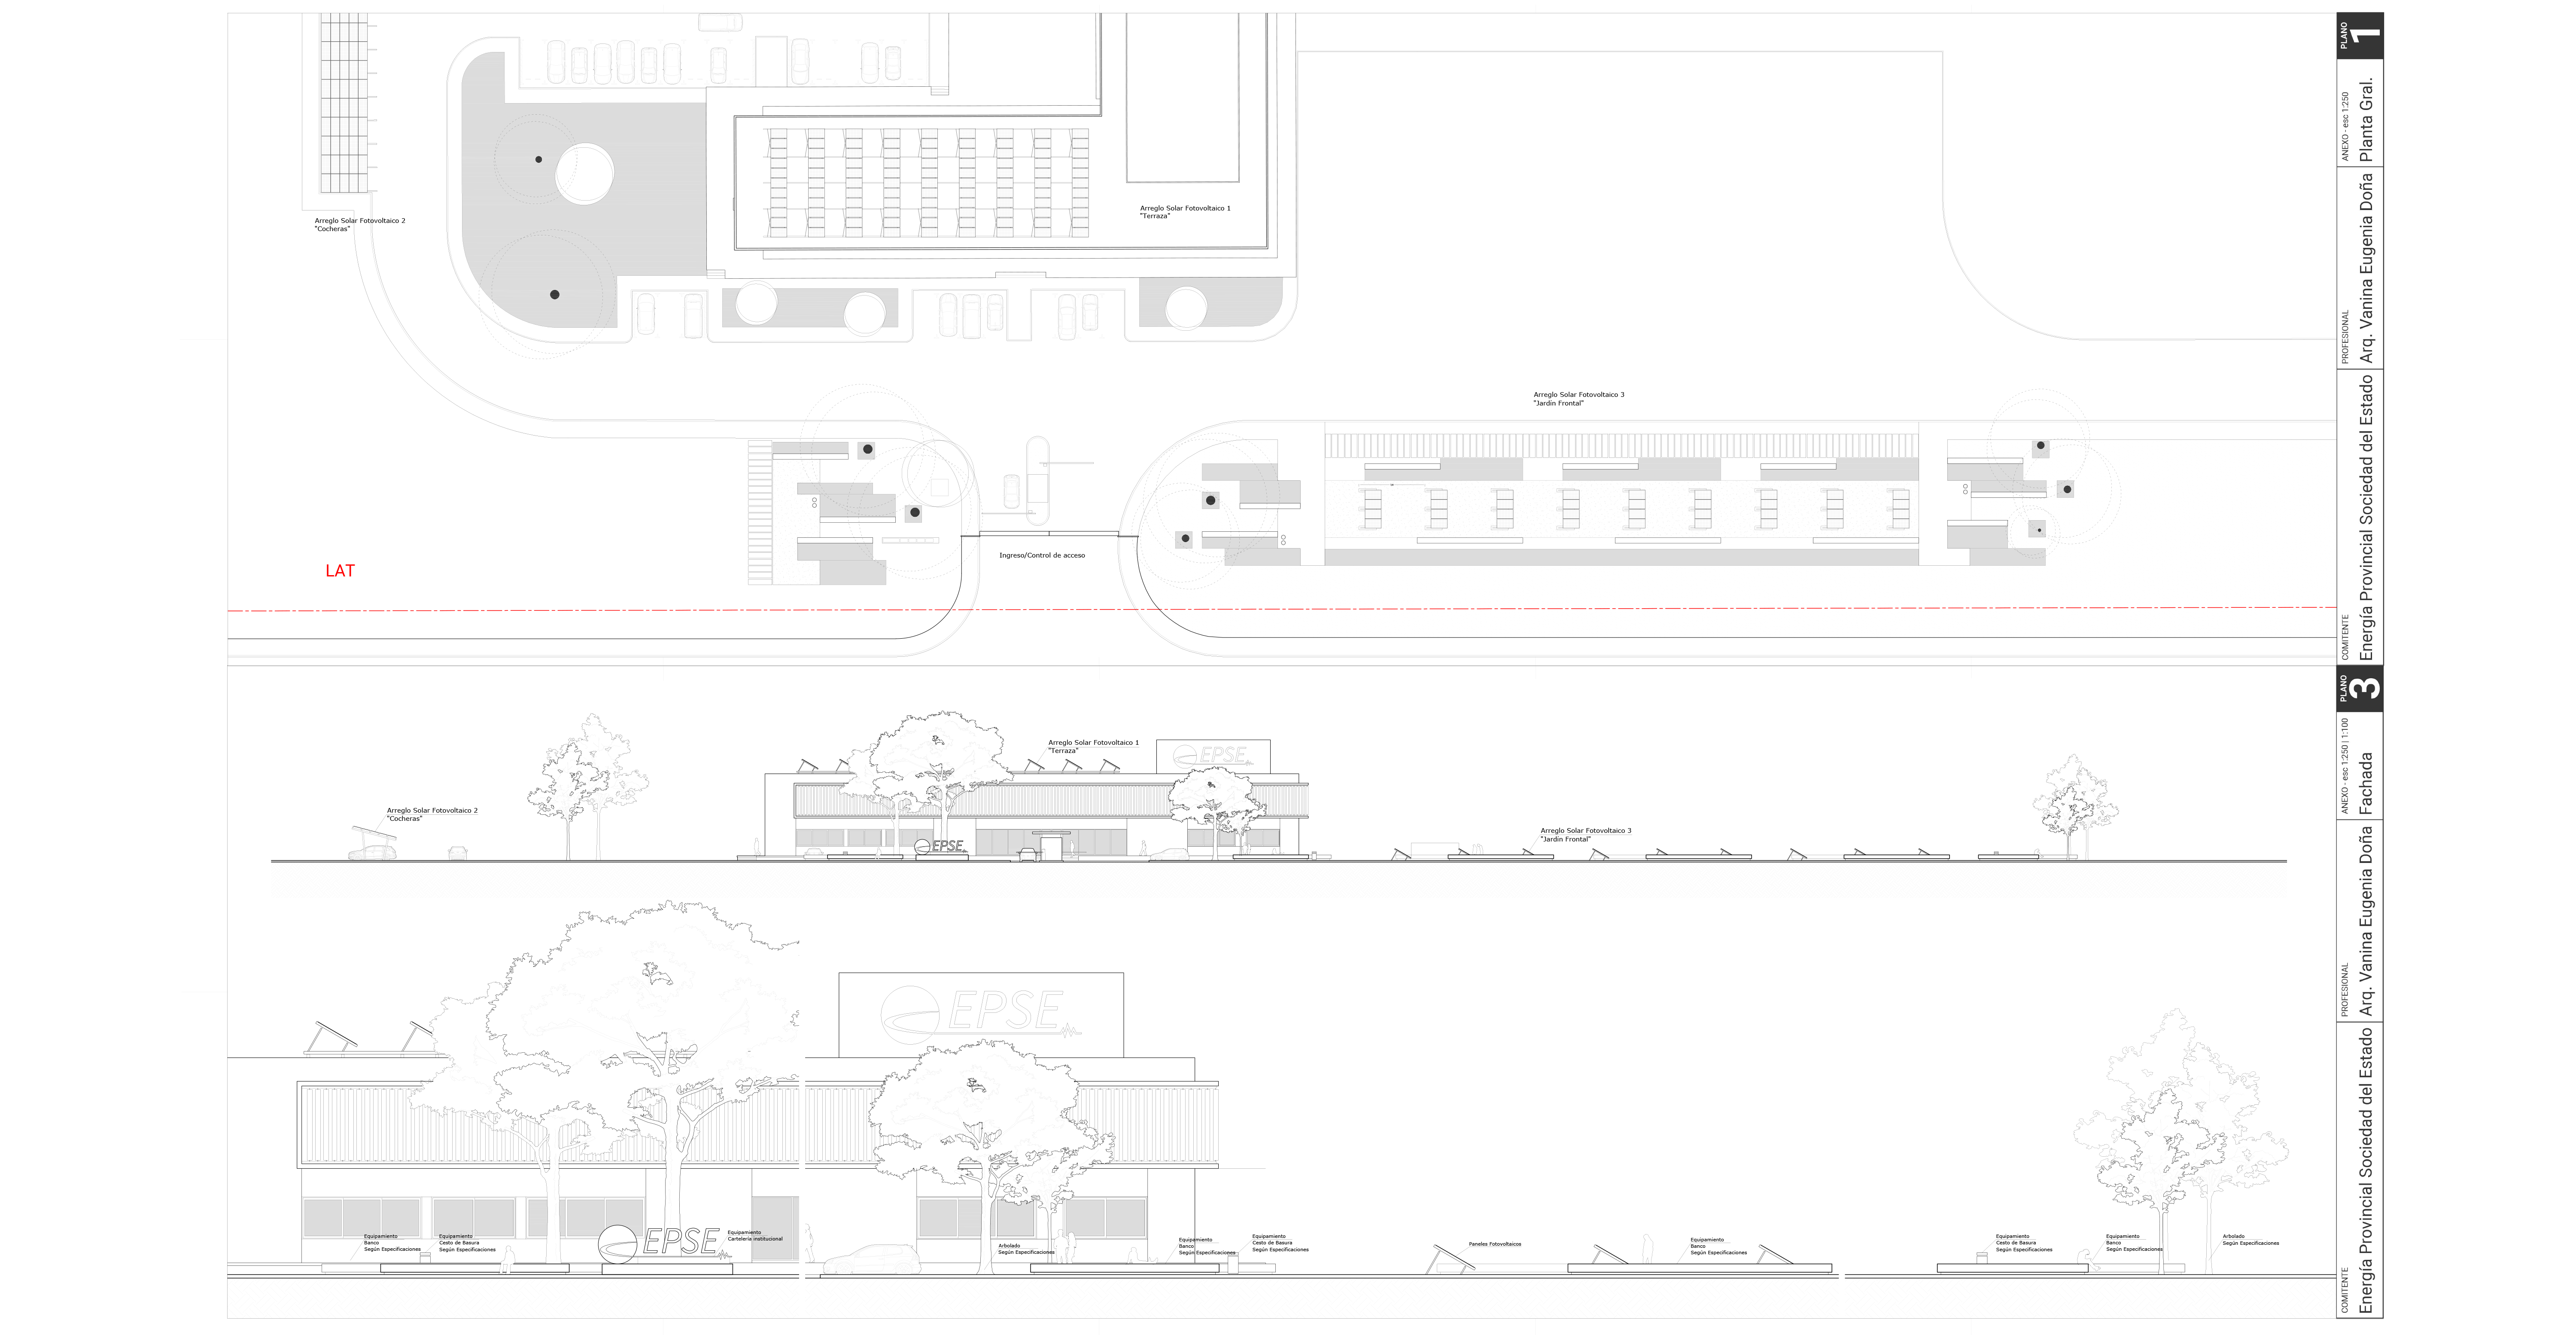 Arreglo Solar Fotovoltaico 2
"Cocheras"
Arreglo Solar Fotovoltaico 1
"Terraza"
Arreglo Solar Fotovoltaico 3
"Jardín Frontal"
Ingreso/Control de acceso
LAT
PLANO
1
ANEXO - esc 1:250
Planta Gral.
PROFESIONAL
Arq. Vanina Eugenia Doña
COMITENTE
Energía Provincial Sociedad del Estado
Arreglo Solar Fotovoltaico 1
"Terraza"
EPSE
Arreglo Solar Fotovoltaico 2
"Cocheras"
EPSE
Arreglo Solar Fotovoltaico 3
"Jardín Frontal"
EPSE
Equipamiento
Banco
Según Especificaciones
Equipamiento
Cesto de Basura
Según Especificaciones
EPSE
Equipamiento
Cartelería institucional
Arbolado
Según Especificaciones
Equipamiento
Banco
Según Especificaciones
Equipamiento
Cesto de Basura
Según Especificaciones
Paneles Fotovoltaicos
Equipamiento
Banco
Según Especificaciones
Equipamiento
Cesto de Basura
Según Especificaciones
Equipamiento
Banco
Según Especificaciones
Arbolado
Según Especificaciones
PLANO
3
ANEXO - esc 1:250 | 1:100
Fachada
PROFESIONAL
Arq. Vanina Eugenia Doña
COMITENTE
Energía Provincial Sociedad del Estado